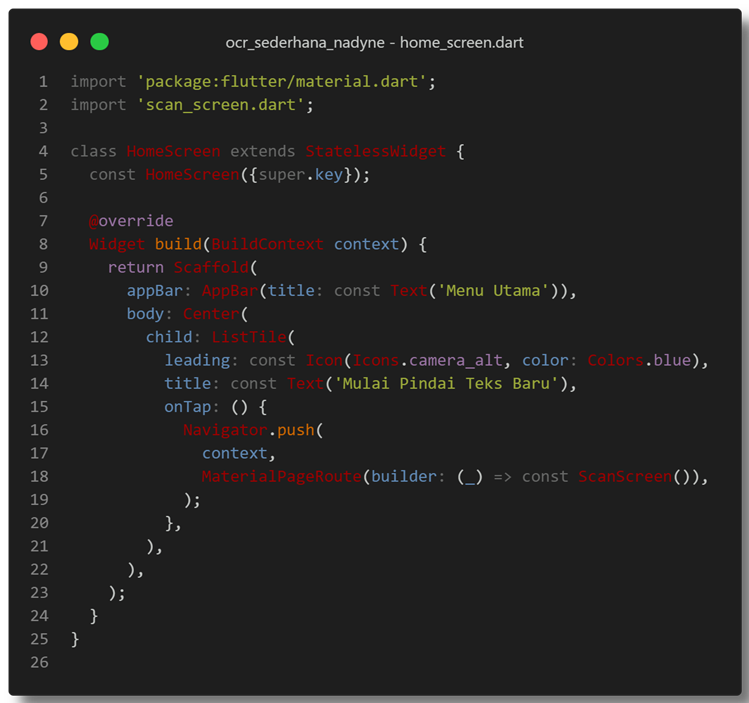 ocr_sederhana_nadyne - home_screen.dart
1 import 'package:flutter/material.dart';
2 import 'scan_screen.dart';
3
4 class HomeScreen extends StatelessWidget {
5   const HomeScreen({super.key});
6
7   @override
8   Widget build(BuildContext context) {
9     return Scaffold(
10       appBar: AppBar(title: const Text('Menu Utama')),
11       body: Center(
12         child: ListTile(
13           leading: const Icon(Icons.camera_alt, color: Colors.blue),
14           title: const Text('Mulai Pindai Teks Baru'),
15           onTap: () {
16             Navigator.push(
17               context,
18               MaterialPageRoute(builder: (_) => const ScanScreen()),
19             );
20           },
21         ),
22       ),
23     );
24   }
25 }
26